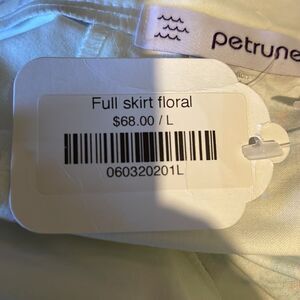 petrune
Full skirt floral
$68.00 / L
060320201L